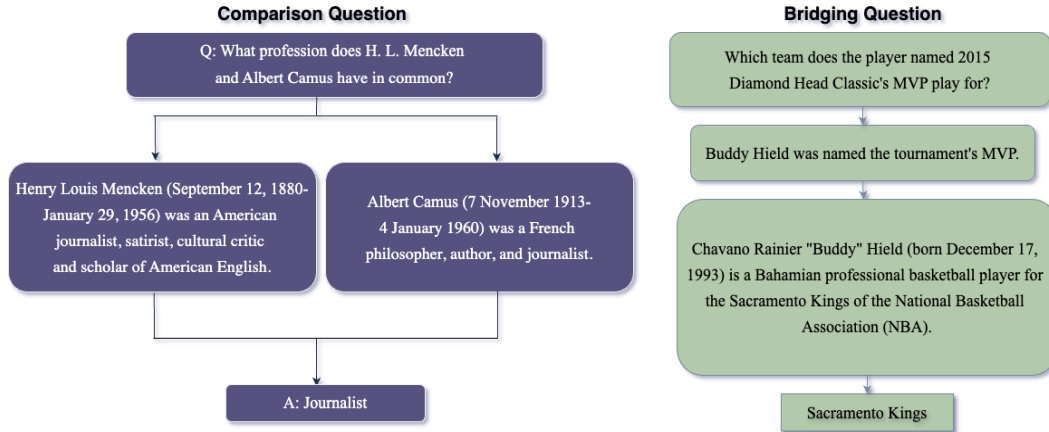 Comparison Question
Q: What profession does H. L. Mencken
and Albert Camus have in common?
Henry Louis Mencken (September 12, 1880-
January 29, 1956) was an American
journalist, satirist, cultural critic
and scholar of American English.
Albert Camus (7 November 1913-
4 January 1960) was a French
philosopher, author, and journalist.
A: Journalist
Bridging Question
Which team does the player named 2015
Diamond Head Classic's MVP play for?
Buddy Hield was named the tournament's MVP.
Chavano Rainier "Buddy" Hield (born December 17,
1993) is a Bahamian professional basketball player for
the Sacramento Kings of the National Basketball
Association (NBA).
Sacramento Kings